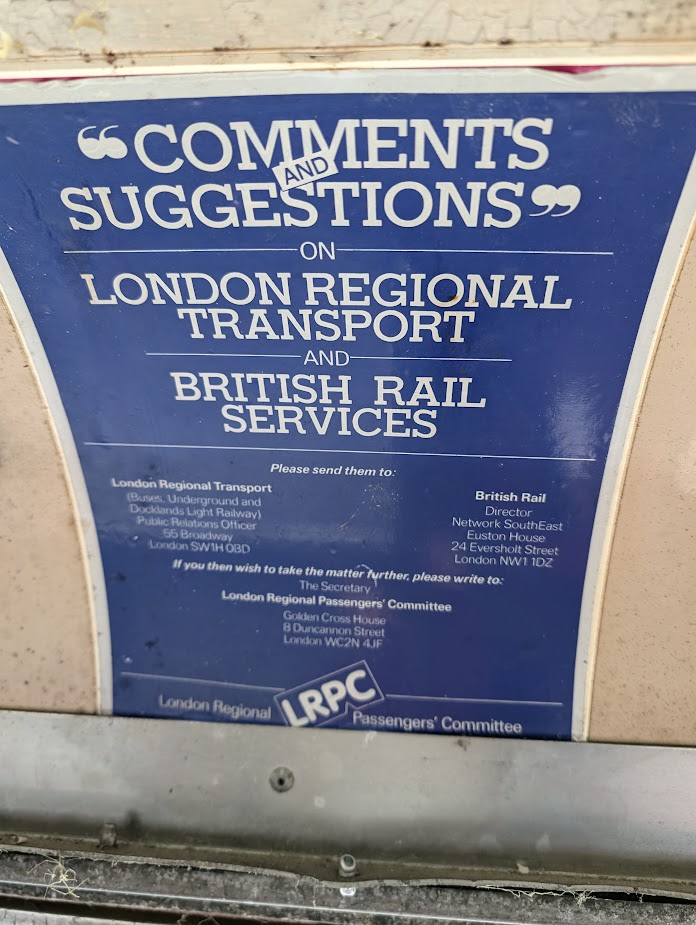 “COMMENTS
AND
SUGGESTIONS”
ON
LONDON REGIONAL
TRANSPORT
AND
BRITISH RAIL
SERVICES
Please send them to:
London Regional Transport
(Buses, Underground and
Docklands Light Railway)
Public Relations Officer
55 Broadway
London SW1H 0BD
British Rail
Director
Network SouthEast
Euston House
24 Eversholt Street
London NW1 1DZ
If you then wish to take the matter further, please write to:
The Secretary
London Regional Passengers' Committee
Golden Cross House
8 Duncannon Street
London WC2N 4JF
London Regional LRPC Passengers' Committee